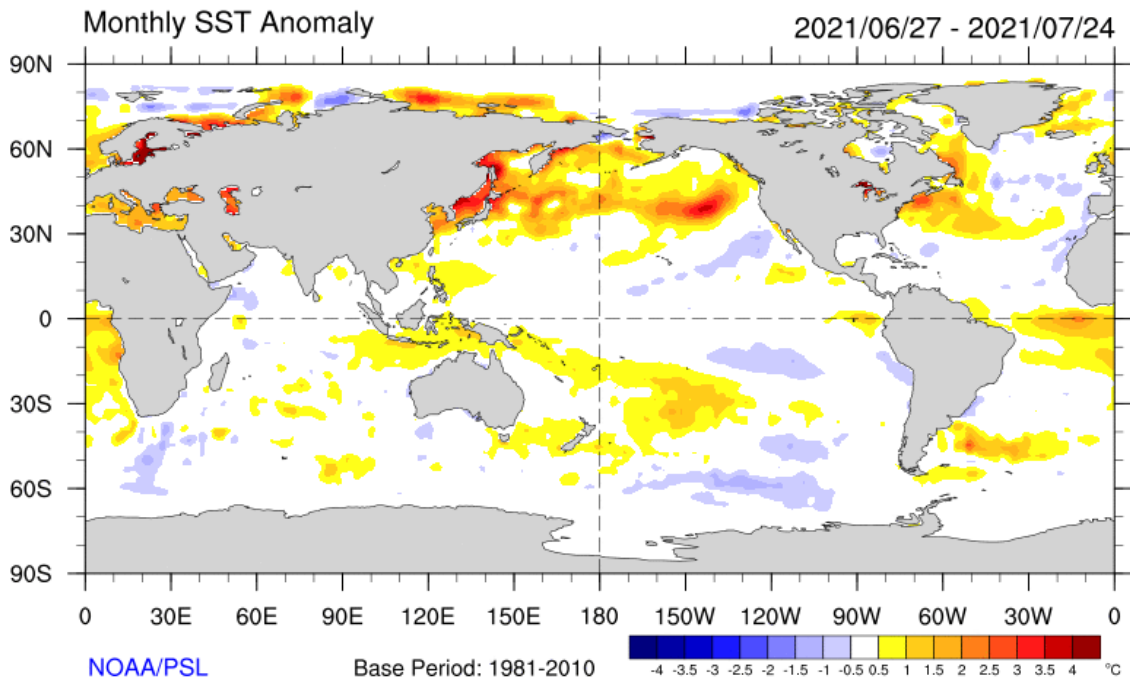 Monthly SST Anomaly 2021/06/27 - 2021/07/24
90N
60N
30N
0
30S
60S
90S
0 30E 60E 90E 120E 150E 180 150W 120W 90W 60W 30W 0
NOAA/PSL Base Period: 1981-2010
-4 -3.5 -3 -2.5 -2 -1.5 -1 -0.5 0.5 1 1.5 2 2.5 3 3.5 4 °C